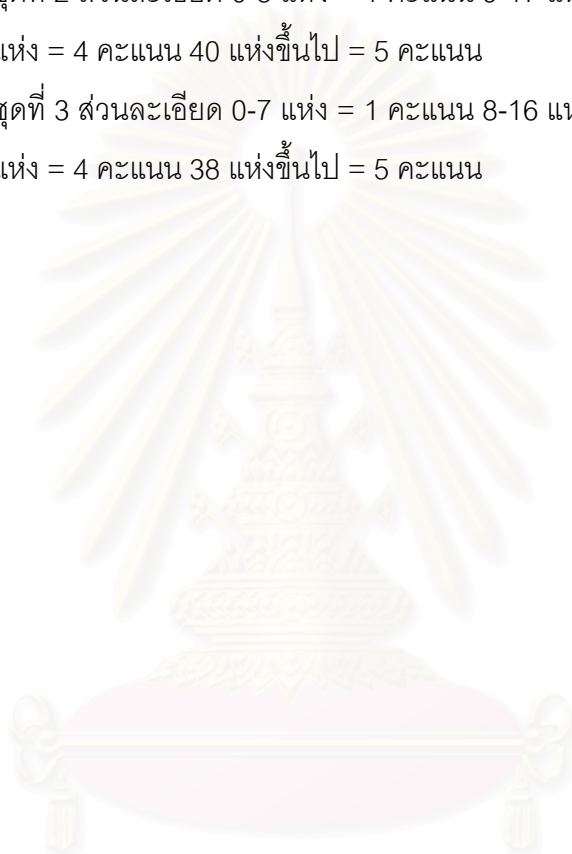 แห่ง = 4 คะแนน 40 แห่งขึ้นไป = 5 คะแนน
ชุดที่ 3 ส่วนละเอียด 0-7 แห่ง = 1 คะแนน 8-16
แห่ง = 4 คะแนน 38 แห่งขึ้นไป = 5 คะแนน